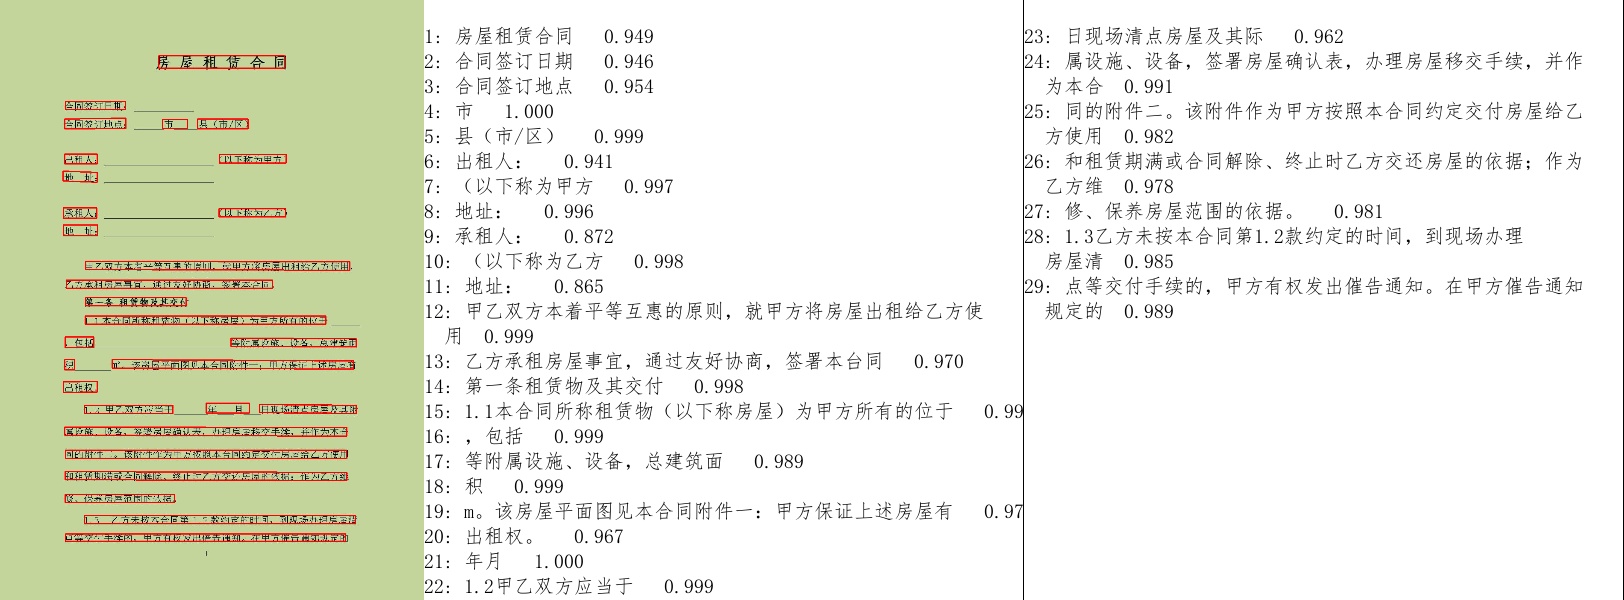 房屋租赁合同
合同签订日期:
合同签订地点: 市 县（市/区）
出租人: （以下称为甲方）
地 址:
承租人: （以下称为乙方）
地 址:
甲乙双方本着平等互惠的原则，就甲方将房屋出租给乙方使用，
乙方承租房屋事宜，通过友好协商，签署本合同。
第一条 租赁物及其交付
1.1本合同所称租赁物（以下称房屋）为甲方所有的位于
，包括 等附属设施、设备，总建筑面
积 ㎡。该房屋平面图见本合同附件一；甲方保证上述房屋有
出租权。
1.2 甲乙双方应当于 年 月 日现场清点房屋及其附
属设施、设备，签署房屋确认表，办理房屋移交手续，并作为本合
同的附件二。该附件作为甲方按照本合同约定交付房屋给乙方使用
和租赁期满或合同解除、终止时乙方交还房屋的依据；作为乙方维
修、保养房屋范围的依据。
1.3 乙方未按本合同第1.2款约定的时间，到现场办理房屋清
点等交付手续的，甲方有权发出催告通知。在甲方催告通知规定的
1
1: 房屋租赁合同 0.949
2: 合同签订日期 0.946
3: 合同签订地点 0.954
4: 市 1.000
5: 县（市/区） 0.999
6: 出租人： 0.941
7: （以下称为甲方 0.997
8: 地址： 0.996
9: 承租人： 0.872
10: （以下称为乙方 0.998
11: 地址： 0.865
12: 甲乙双方本着平等互惠的原则，就甲方将房屋出租给乙方使
用 0.999
13: 乙方承租房屋事宜，通过友好协商，签署本台同 0.970
14: 第一条租赁物及其交付 0.998
15: 1.1本合同所称租赁物（以下称房屋）为甲方所有的位于 0.99
16: ，包括 0.999
17: 等附属设施、设备，总建筑面 0.989
18: 积 0.999
19: m。该房屋平面图见本合同附件一：甲方保证上述房屋有 0.97
20: 出租权。 0.967
21: 年月 1.000
22: 1.2甲乙双方应当于 0.999
23: 日现场清点房屋及其际 0.962
24: 属设施、设备，签署房屋确认表，办理房屋移交手续，并作
为本合 0.991
25: 同的附件二。该附件作为甲方按照本合同约定交付房屋给乙
方使用 0.982
26: 和租赁期满或合同解除、终止时乙方交还房屋的依据；作为
乙方维 0.978
27: 修、保养房屋范围的依据。 0.981
28: 1.3乙方未按本合同第1.2款约定的时间，到现场办理
房屋清 0.985
29: 点等交付手续的，甲方有权发出催告通知。在甲方催告通知
规定的 0.989